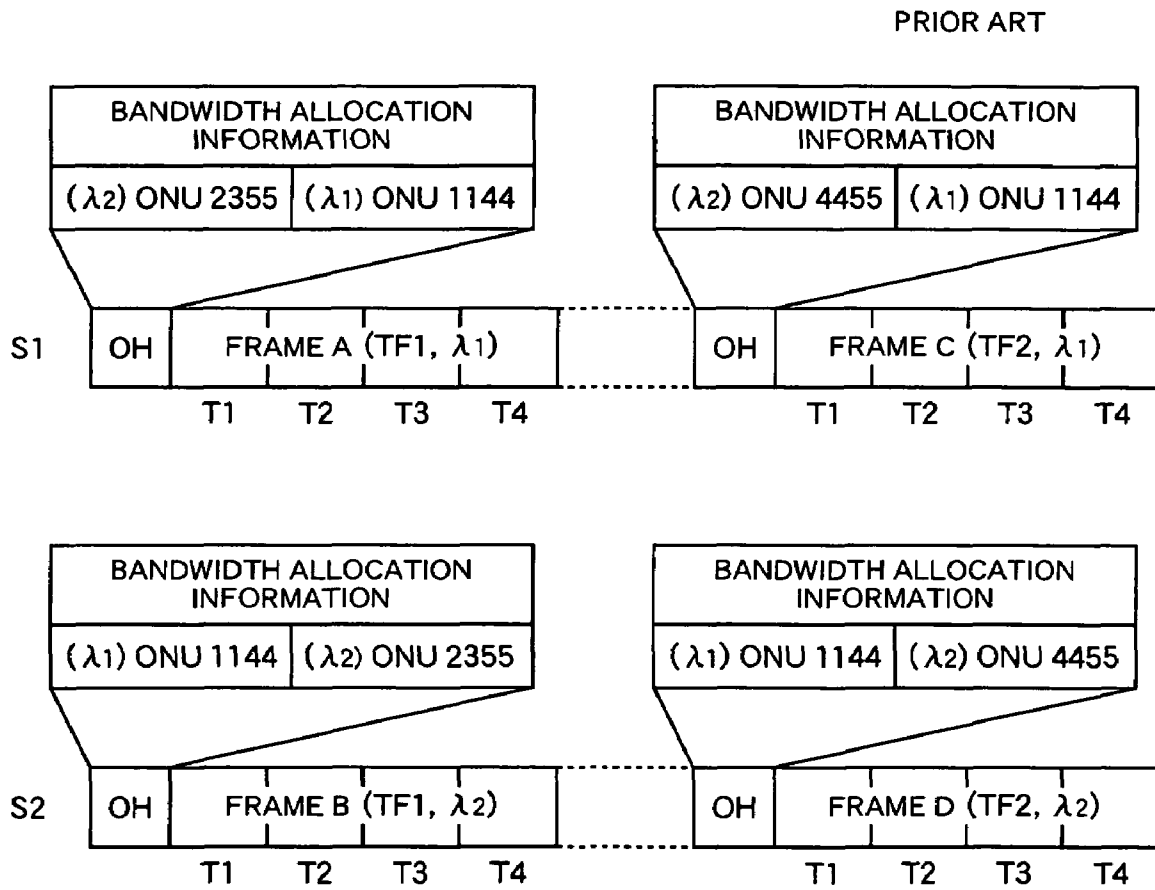 PRIOR ART
BANDWIDTH ALLOCATION
INFORMATION
(λ2) ONU 2355 (λ1) ONU 1144
BANDWIDTH ALLOCATION
INFORMATION
(λ2) ONU 4455 (λ1) ONU 1144
S1 OH FRAME A (TF1, λ1) OH FRAME C (TF2, λ1)
T1 T2 T3 T4 T1 T2 T3 T4
BANDWIDTH ALLOCATION
INFORMATION
(λ1) ONU 1144 (λ2) ONU 2355
BANDWIDTH ALLOCATION
INFORMATION
(λ1) ONU 1144 (λ2) ONU 4455
S2 OH FRAME B (TF1, λ2) OH FRAME D (TF2, λ2)
T1 T2 T3 T4 T1 T2 T3 T4